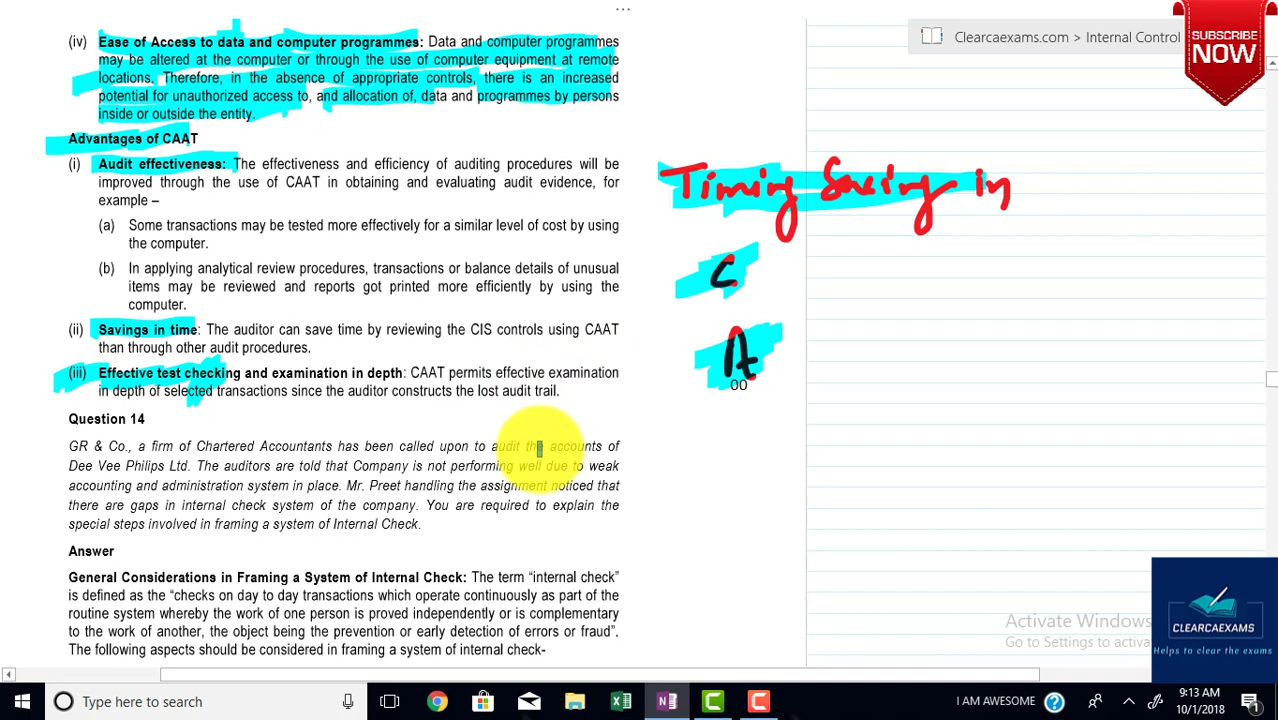 (iv) Ease of Access to data and computer programmes: Data and computer programmes
may be altered at the computer or through the use of computer equipment at remote
locations. Therefore, in the absence of appropriate controls, there is an increased
potential for unauthorized access to, and allocation of, data and programmes by persons
inside or outside the entity.
Advantages of CAAT
(i) Audit effectiveness: The effectiveness and efficiency of auditing procedures will be
improved through the use of CAAT in obtaining and evaluating audit evidence, for
example –
(a) Some transactions may be tested more effectively for a similar level of cost by using
the computer.
(b) In applying analytical review procedures, transactions or balance details of unusual
items may be reviewed and reports got printed more efficiently by using the
computer.
(ii) Savings in time: The auditor can save time by reviewing the CIS controls using CAAT
than through other audit procedures.
(iii) Effective test checking and examination in depth: CAAT permits effective examination
in depth of selected transactions since the auditor constructs the lost audit trail.
Question 14
GR & Co., a firm of Chartered Accountants has been called upon to audit the accounts of
Dee Vee Philips Ltd. The auditors are told that Company is not performing well due to weak
accounting and administration system in place. Mr. Preet handling the assignment noticed that
there are gaps in internal check system of the company. You are required to explain the
special steps involved in framing a system of Internal Check.
Answer
General Considerations in Framing a System of Internal Check: The term “internal check”
is defined as the “checks on day to day transactions which operate continuously as part of the
routine system whereby the work of one person is proved independently or is complementary
to the work of another, the object being the prevention or early detection of errors or fraud”.
The following aspects should be considered in framing a system of internal check-
Timing Saving in
C
A
00
Clearcaexams.com > Internal Control
SUBSCRIBE
NOW
Activate Windows
Go to Settings to activa
CLEARCAEXAMS
Helps to clear the exams
Type here to search
I AM AWESOME
9:13 AM
10/1/2018